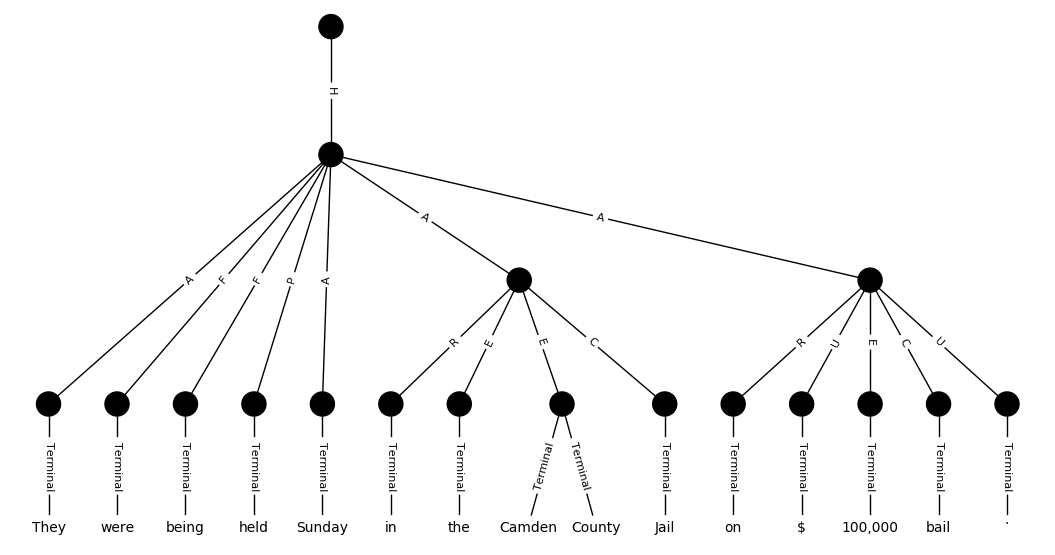 H
A A
A F F P A
R E E C R U E C U
Terminal Terminal Terminal Terminal Terminal Terminal Terminal Terminal Terminal Terminal Terminal Terminal Terminal Terminal Terminal
They were being held Sunday in the Camden County Jail on $ 100,000 bail .